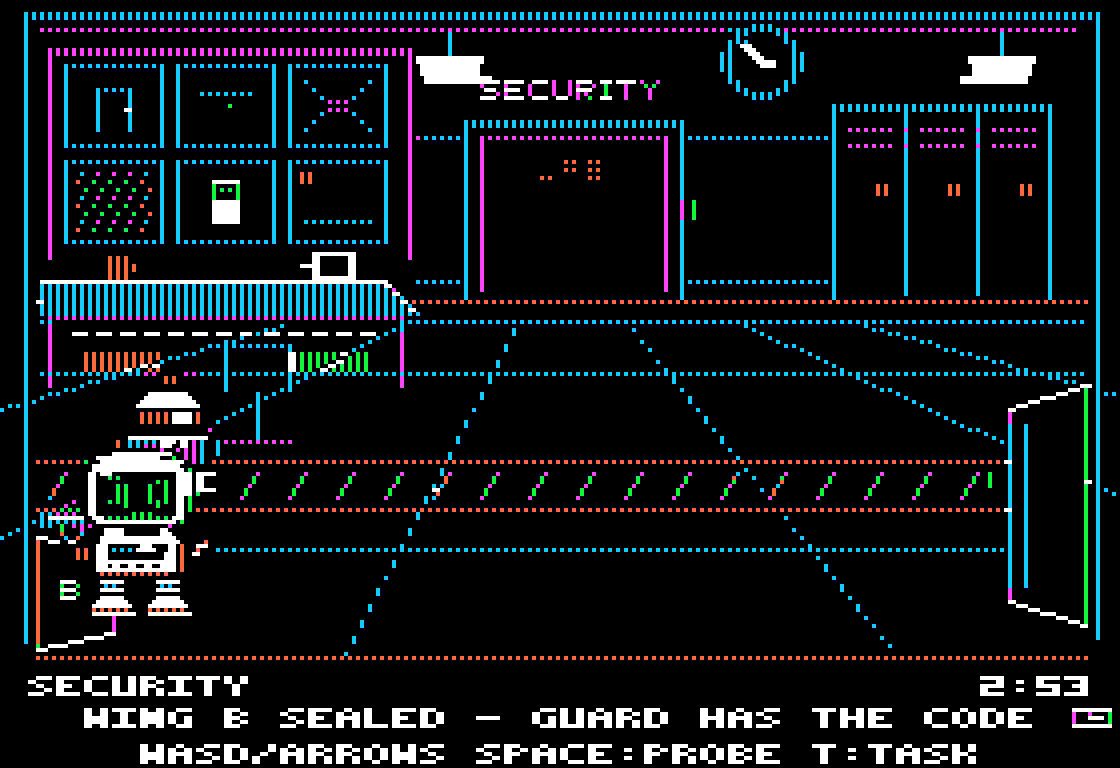 SECURITY
B
SECURITY 2:53
WING B SEALED - GUARD HAS THE CODE
WASD/ARROWS SPACE:PROBE T:TASK